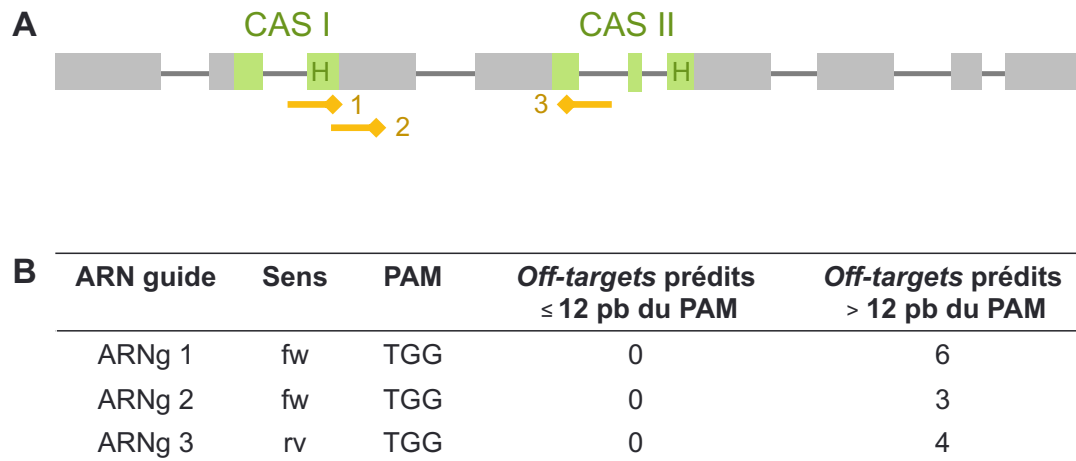 A CAS I CAS II
H H
1
3
2
B ARN guide Sens PAM Off-targets prédits Off-targets prédits
≤ 12 pb du PAM > 12 pb du PAM
ARNg 1 fw TGG 0 6
ARNg 2 fw TGG 0 3
ARNg 3 rv TGG 0 4